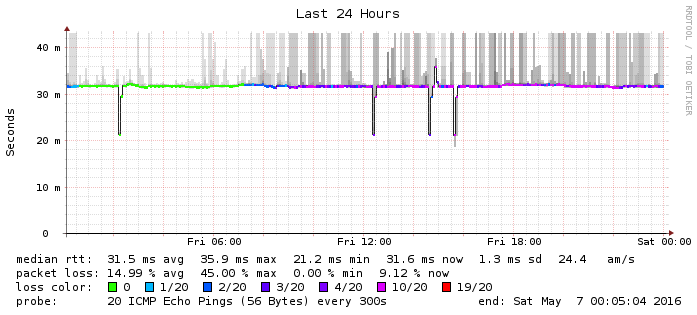 Last 24 Hours
RRDTOOL / TOBI OETIKER
Seconds
40 m
30 m
20 m
10 m
0
Fri 06:00 Fri 12:00 Fri 18:00 Sat 00:00
median rtt: 31.5 ms avg 35.9 ms max 21.2 ms min 31.6 ms now 1.3 ms sd 24.4 am/s
packet loss: 14.99 % avg 45.00 % max 0.00 % min 9.12 % now
loss color: 0 1/20 2/20 3/20 4/20 10/20 19/20
probe: 20 ICMP Echo Pings (56 Bytes) every 300s end: Sat May 7 00:05:04 2016